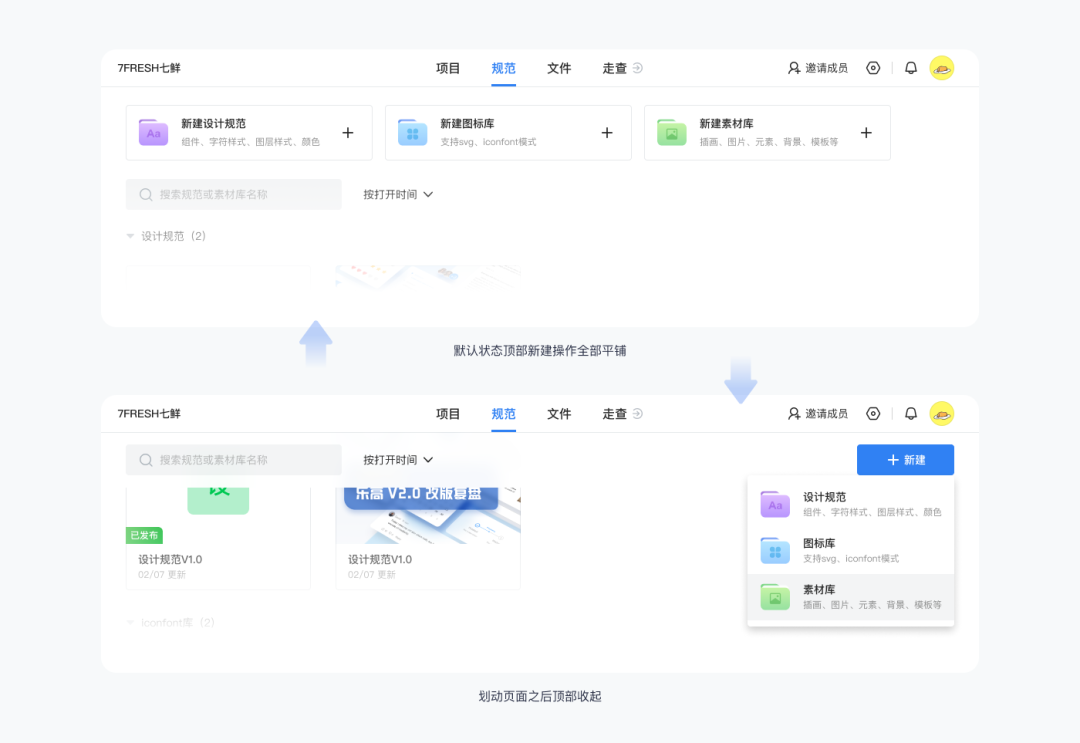 7FRESH七鲜
项目
规范
文件
走查
邀请成员
Aa
新建设计规范
组件、字符样式、图层样式、颜色
新建图标库
支持svg、iconfont模式
新建素材库
插画、图片、元素、背景、模板等
搜索规范或素材库名称
按打开时间
设计规范（2）
默认状态顶部新建操作全部平铺
7FRESH七鲜
项目
规范
文件
走查
邀请成员
搜索规范或素材库名称
按打开时间
新建
乐高 V2.0 改版复盘
已发布
设计规范V1.0
02/07 更新
设计规范V1.0
02/07 更新
iconfont库（2）
Aa
设计规范
组件、字符样式、图层样式、颜色
图标库
支持svg、iconfont模式
素材库
插画、图片、元素、背景、模板等
划动页面之后顶部收起